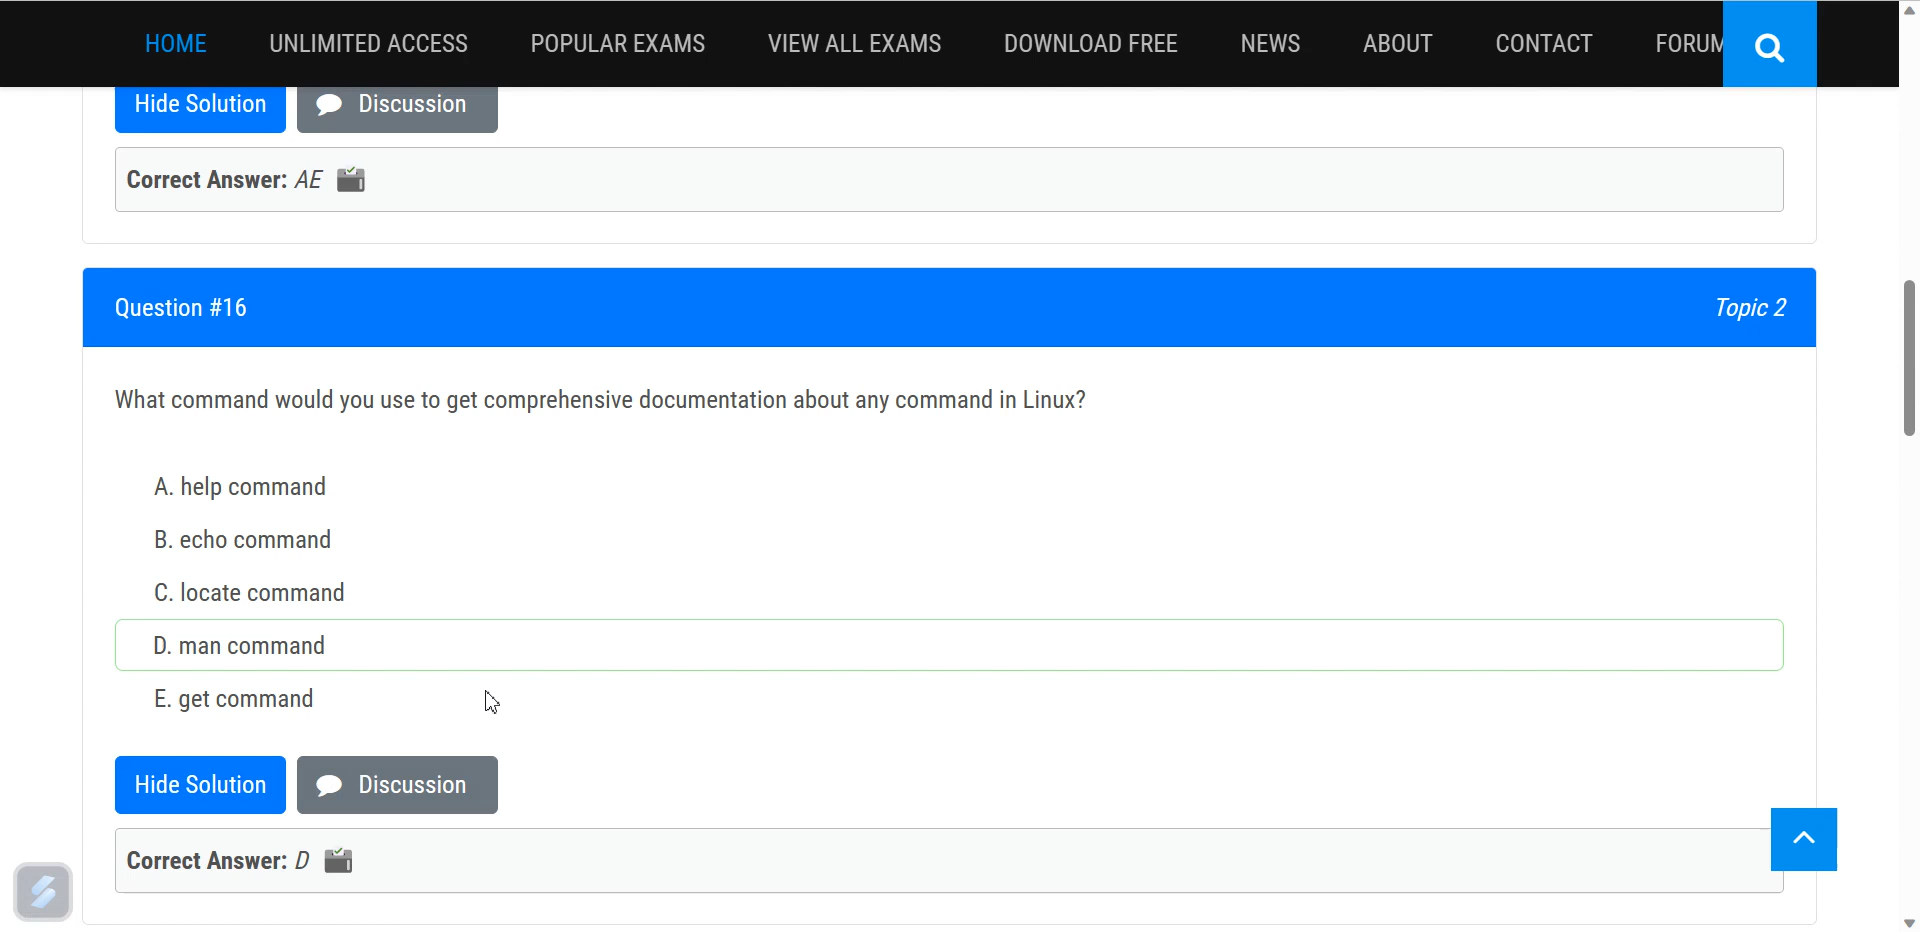 HOME UNLIMITED ACCESS POPULAR EXAMS VIEW ALL EXAMS DOWNLOAD FREE NEWS ABOUT CONTACT FORUM
Hide Solution Discussion
Correct Answer: AE
Question #16 Topic 2
What command would you use to get comprehensive documentation about any command in Linux?
A. help command
B. echo command
C. locate command
D. man command
E. get command
Hide Solution Discussion
Correct Answer: D